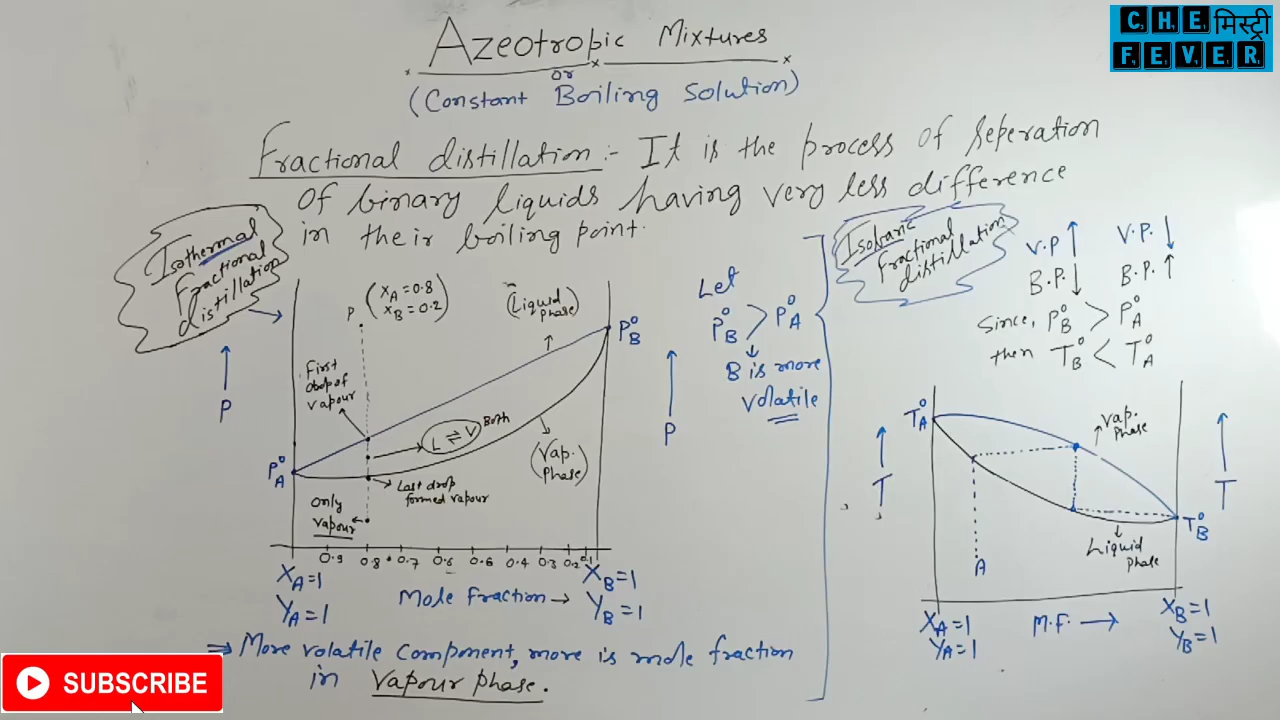 CHEमिस्ट्री
FEVER
Azeotropic Mixtures
or
(Constant Boiling Solution)
Fractional distillation :- It is the process of seperation
of binary liquids having very less difference
in their boiling point.
Isothermal
Fractional
distillation
P
P
(XA = 0.8
XB = 0.2)
(Liquid phase)
P°B
First
drop of
vapour
L ⇌ V Both
(Vap. Phase)
P°A
Last drop
formed vapour
Only
vapour
P
0.9 0.8 0.7 0.6 0.5 0.4 0.3 0.2 0.1
XA=1
YA=1
Mole fraction →
XB=1
YB=1
⇒ More volatile component, more is mole fraction
in vapour phase.
Let
P°B > P°A
B is more
volatile
Isobaric
Fractional
distillation
V.P ↑ V.P. ↓
B.P. ↓ B.P. ↑
Since, P°B > P°A
then T°B < T°A
T°A
Vap.
Phase
T
T
T°B
Liquid
Phase
A
XA=1
YA=1
M.F. →
XB=1
YB=1
SUBSCRIBE